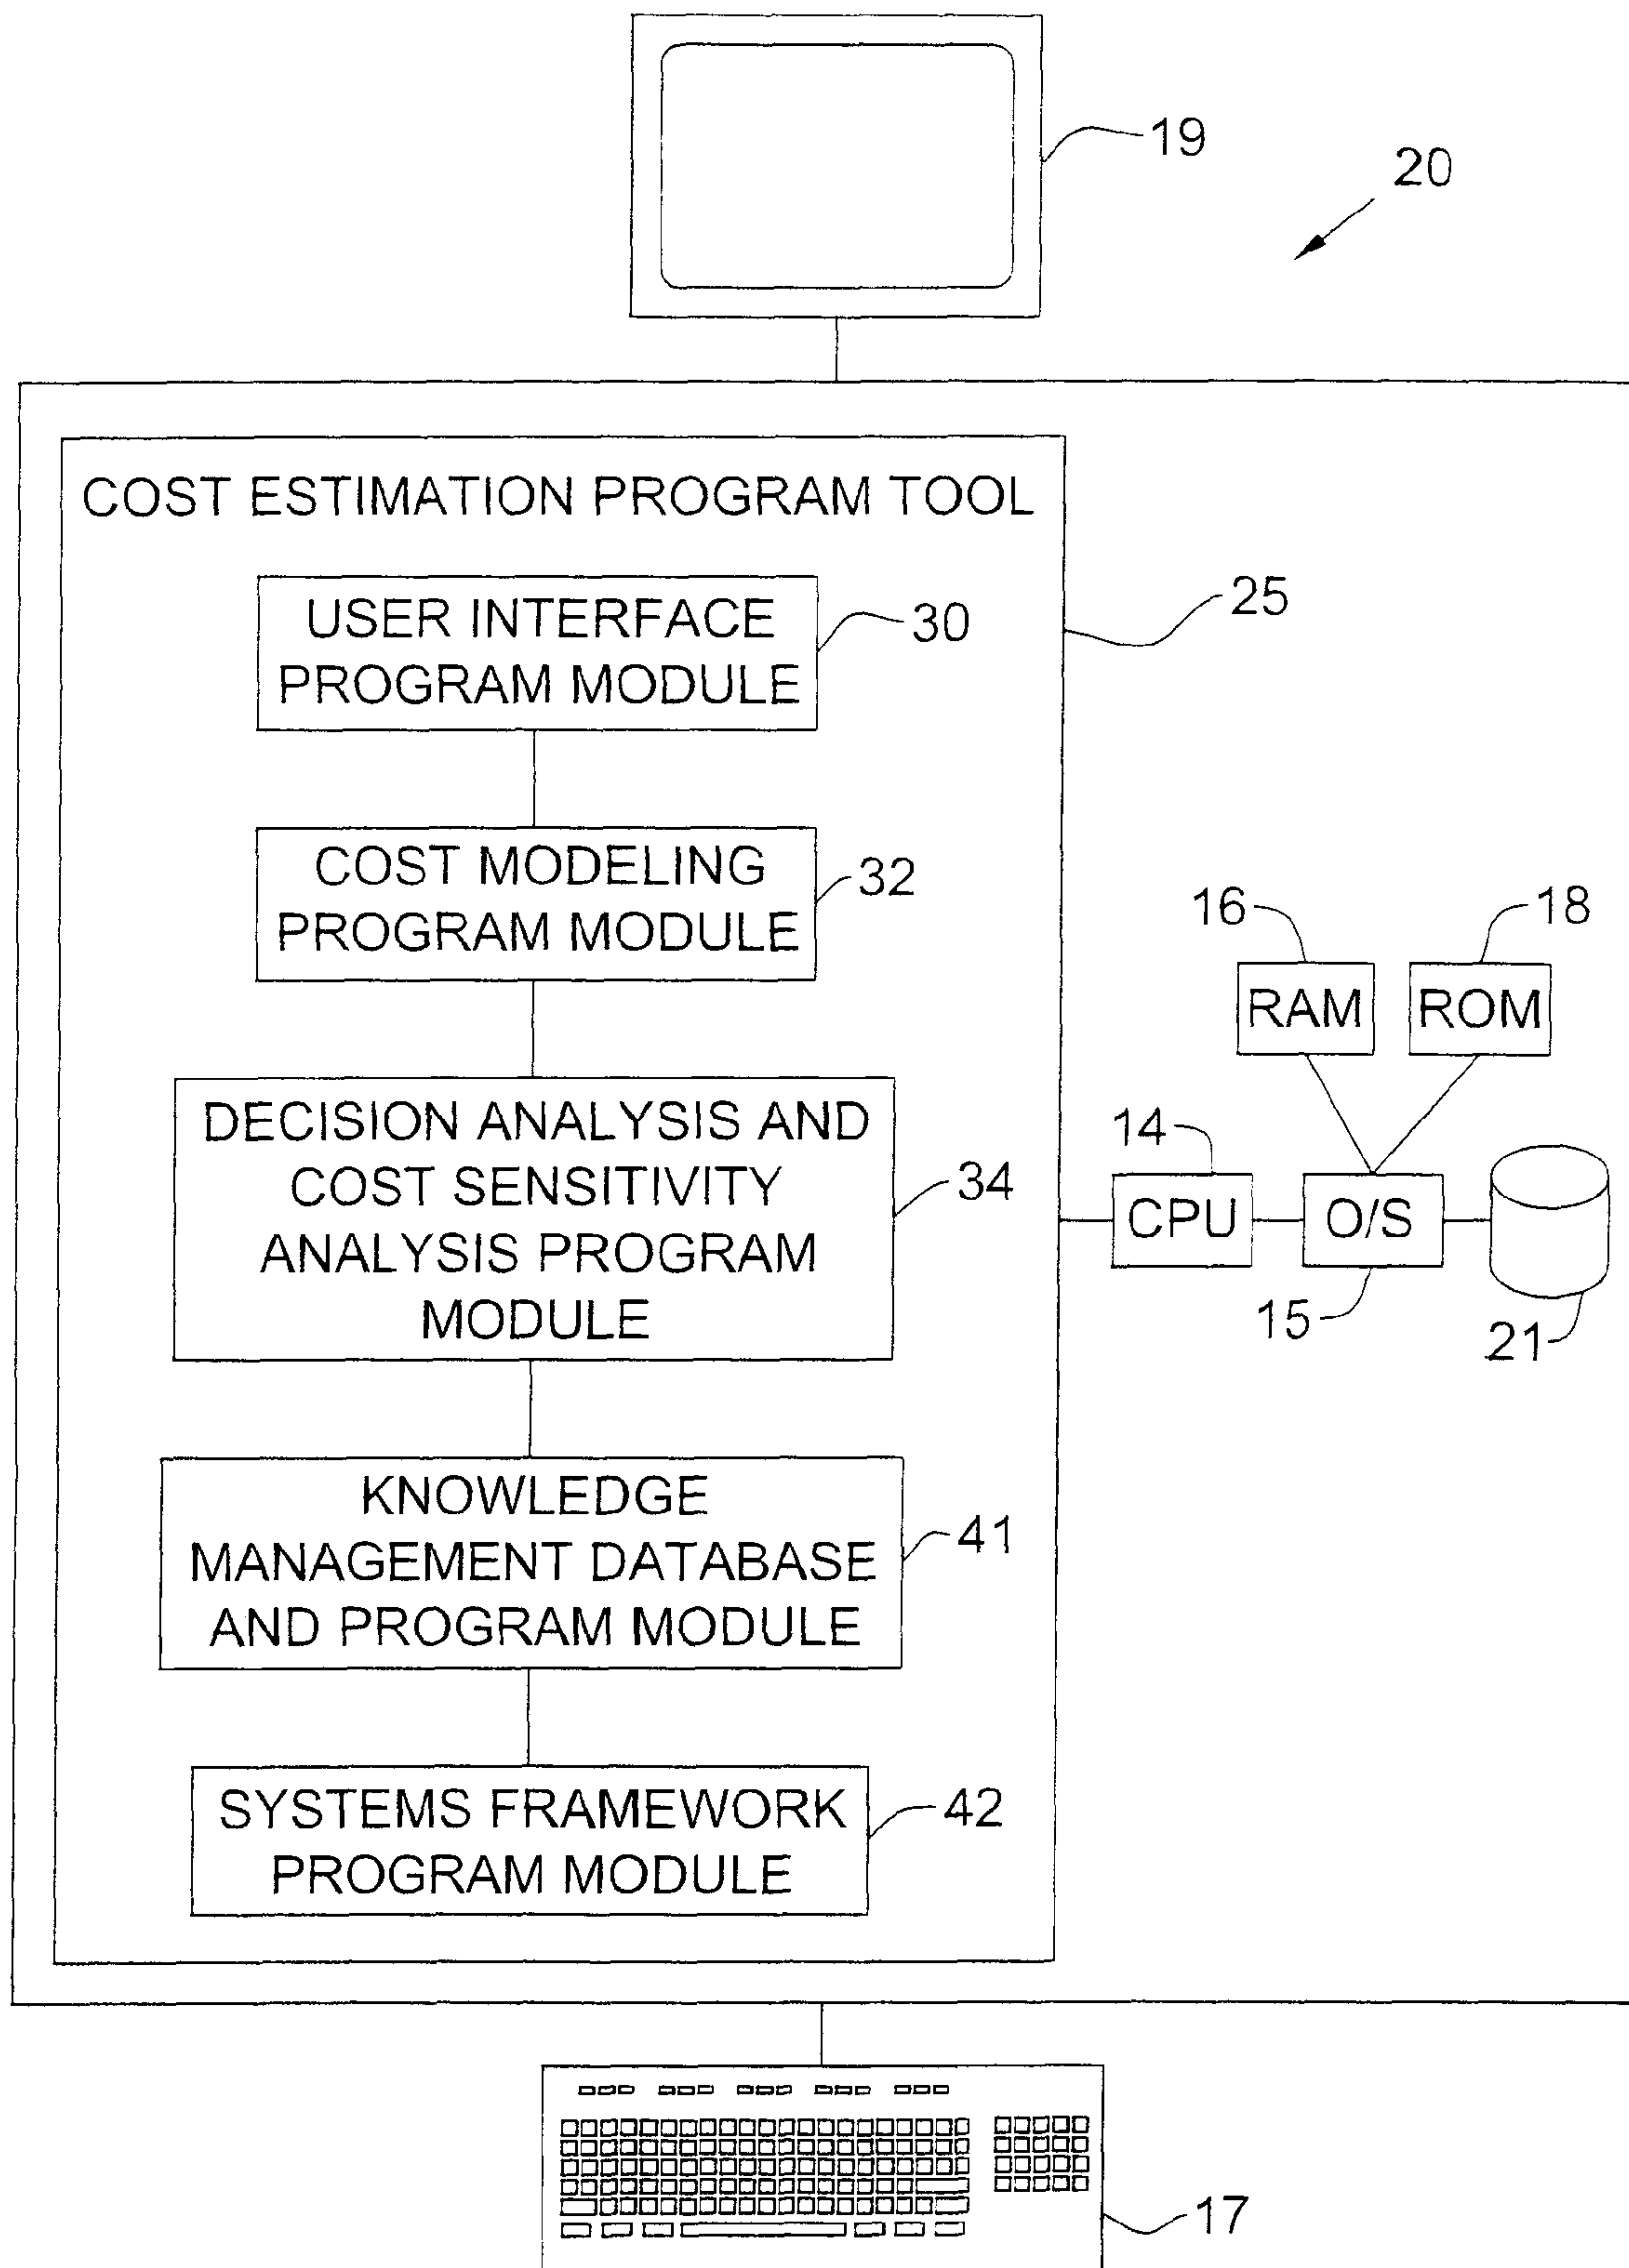 19
20
COST ESTIMATION PROGRAM TOOL
USER INTERFACE
PROGRAM MODULE
30
25
COST MODELING
PROGRAM MODULE
32
16
18
RAM
ROM
DECISION ANALYSIS AND
COST SENSITIVITY
ANALYSIS PROGRAM
MODULE
34
14
CPU
O/S
15
21
KNOWLEDGE
MANAGEMENT DATABASE
AND PROGRAM MODULE
41
SYSTEMS FRAMEWORK
PROGRAM MODULE
42
17